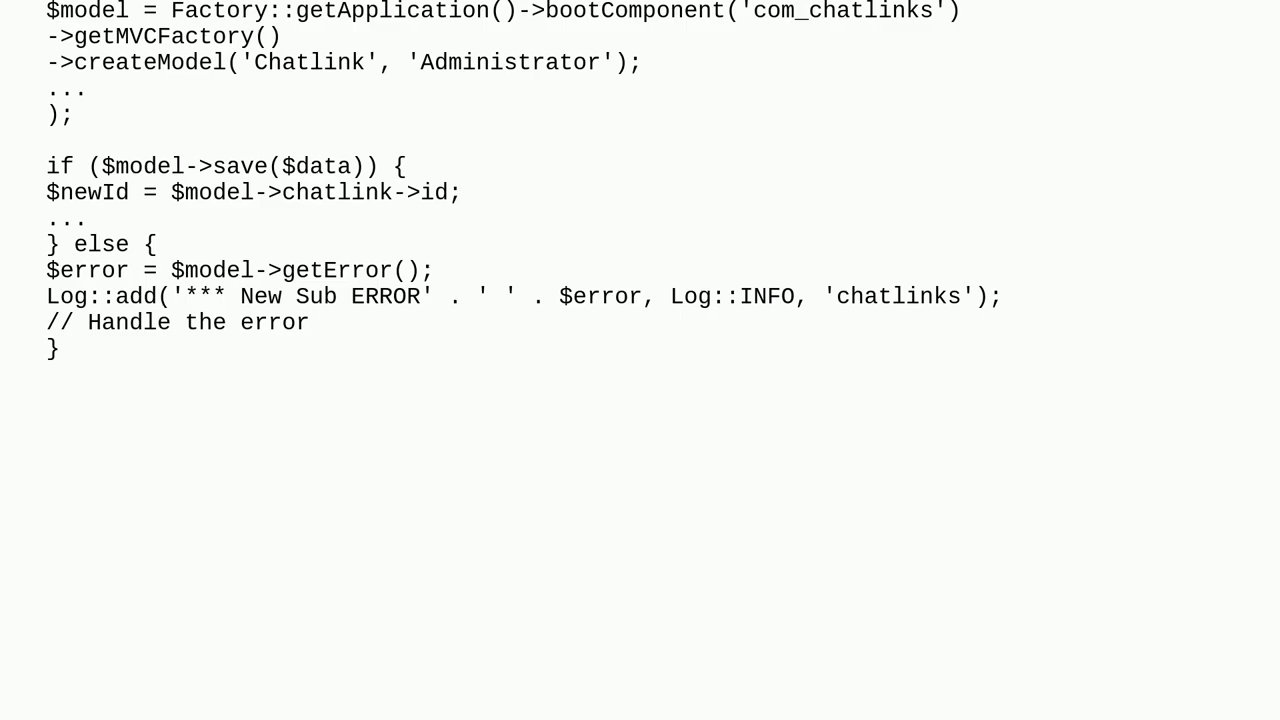 $model = Factory::getApplication()->bootComponent('com_chatlinks')
->getMVCFactory()
->createModel('Chatlink', 'Administrator');
...
);
if ($model->save($data)) {
$newId = $model->chatlink->id;
...
} else {
$error = $model->getError();
Log::add('*** New Sub ERROR' . ' ' . $error, Log::INFO, 'chatlinks');
// Handle the error
}